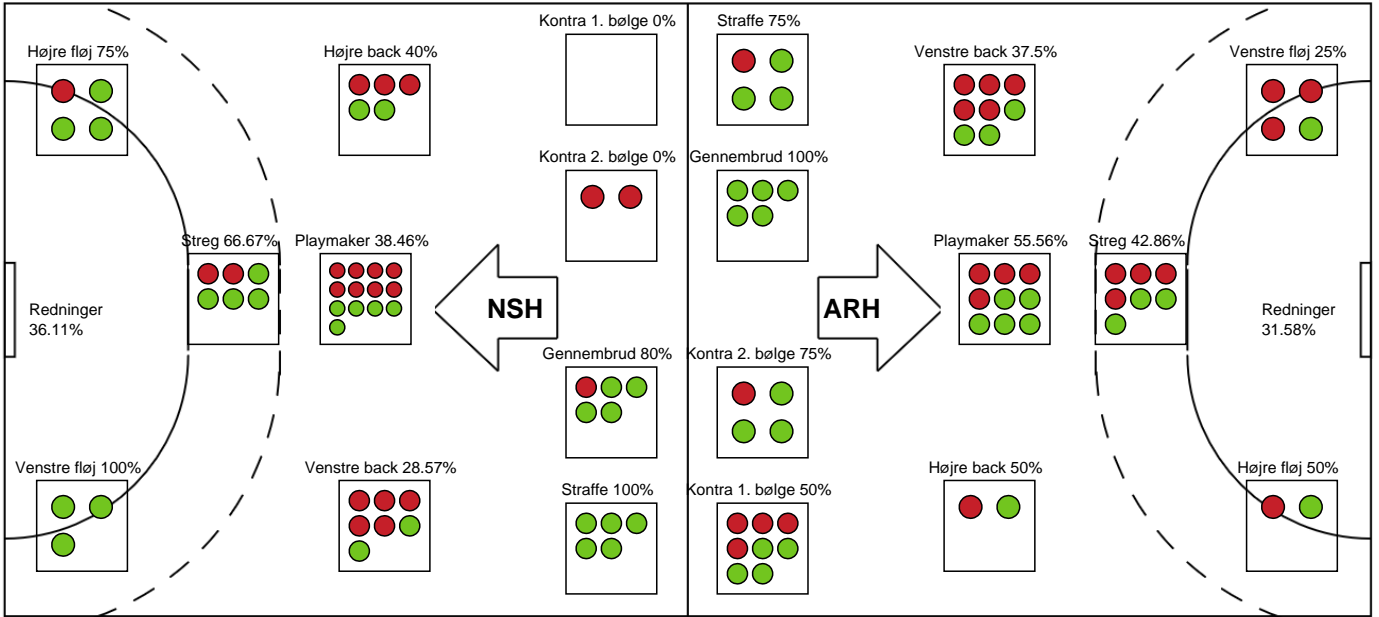 Kontra 1. bølge 0%
Straffe 75%
Højre fløj 75%
Højre back 40%
Venstre back 37.5%
Venstre fløj 25%
Kontra 2. bølge 0%
Gennembrud 100%
Streg 66.67%
Playmaker 38.46%
Playmaker 55.56%
Streg 42.86%
Redninger
36.11%
NSH
ARH
Redninger
31.58%
Gennembrud 80%
Kontra 2. bølge 75%
Venstre fløj 100%
Venstre back 28.57%
Straffe 100%
Kontra 1. bølge 50%
Højre back 50%
Højre fløj 50%